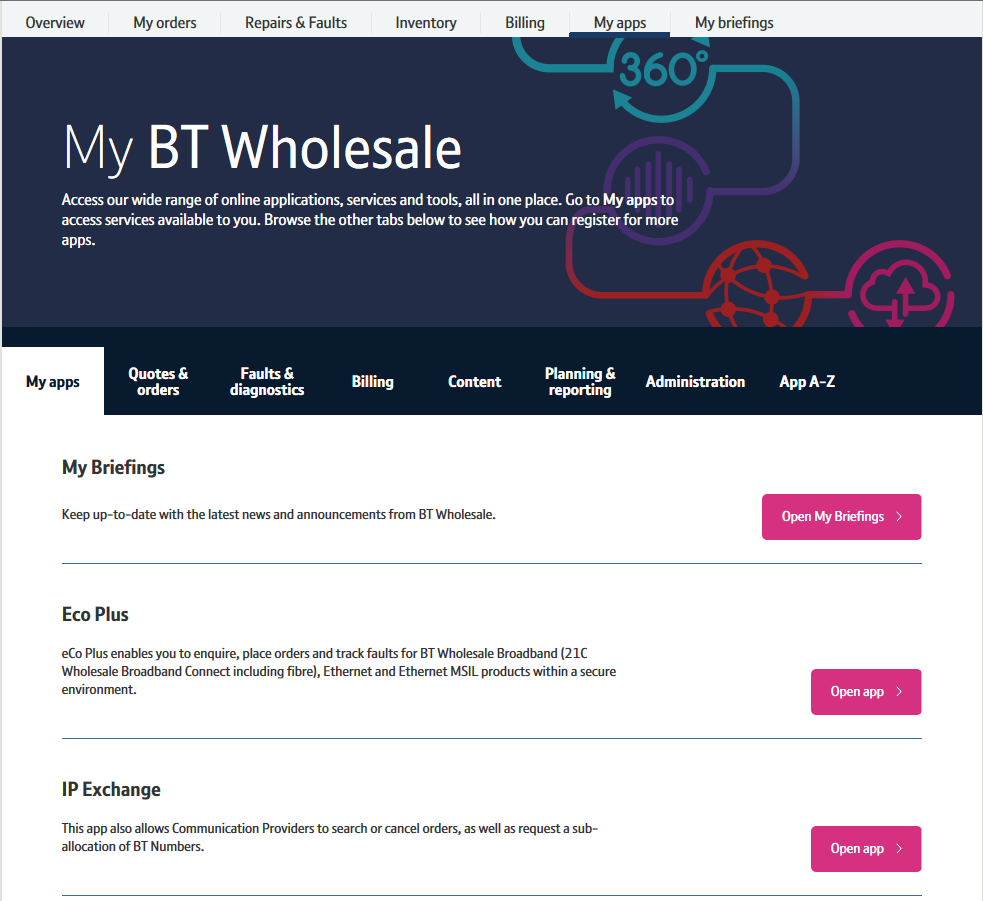 Overview My orders Repairs & Faults Inventory Billing My apps My briefings
360°
My BT Wholesale
Access our wide range of online applications, services and tools, all in one place. Go to My apps to
access services available to you. Browse the other tabs below to see how you can register for more
apps.
My apps Quotes & orders Faults & diagnostics Billing Content Planning & reporting Administration App A-Z
My Briefings
Keep up-to-date with the latest news and announcements from BT Wholesale.
Open My Briefings
Eco Plus
eCo Plus enables you to enquire, place orders and track faults for BT Wholesale Broadband (21C
Wholesale Broadband Connect including fibre), Ethernet and Ethernet MSIL products within a secure
environment.
Open app
IP Exchange
This app also allows Communication Providers to search or cancel orders, as well as request a sub-
allocation of BT Numbers.
Open app